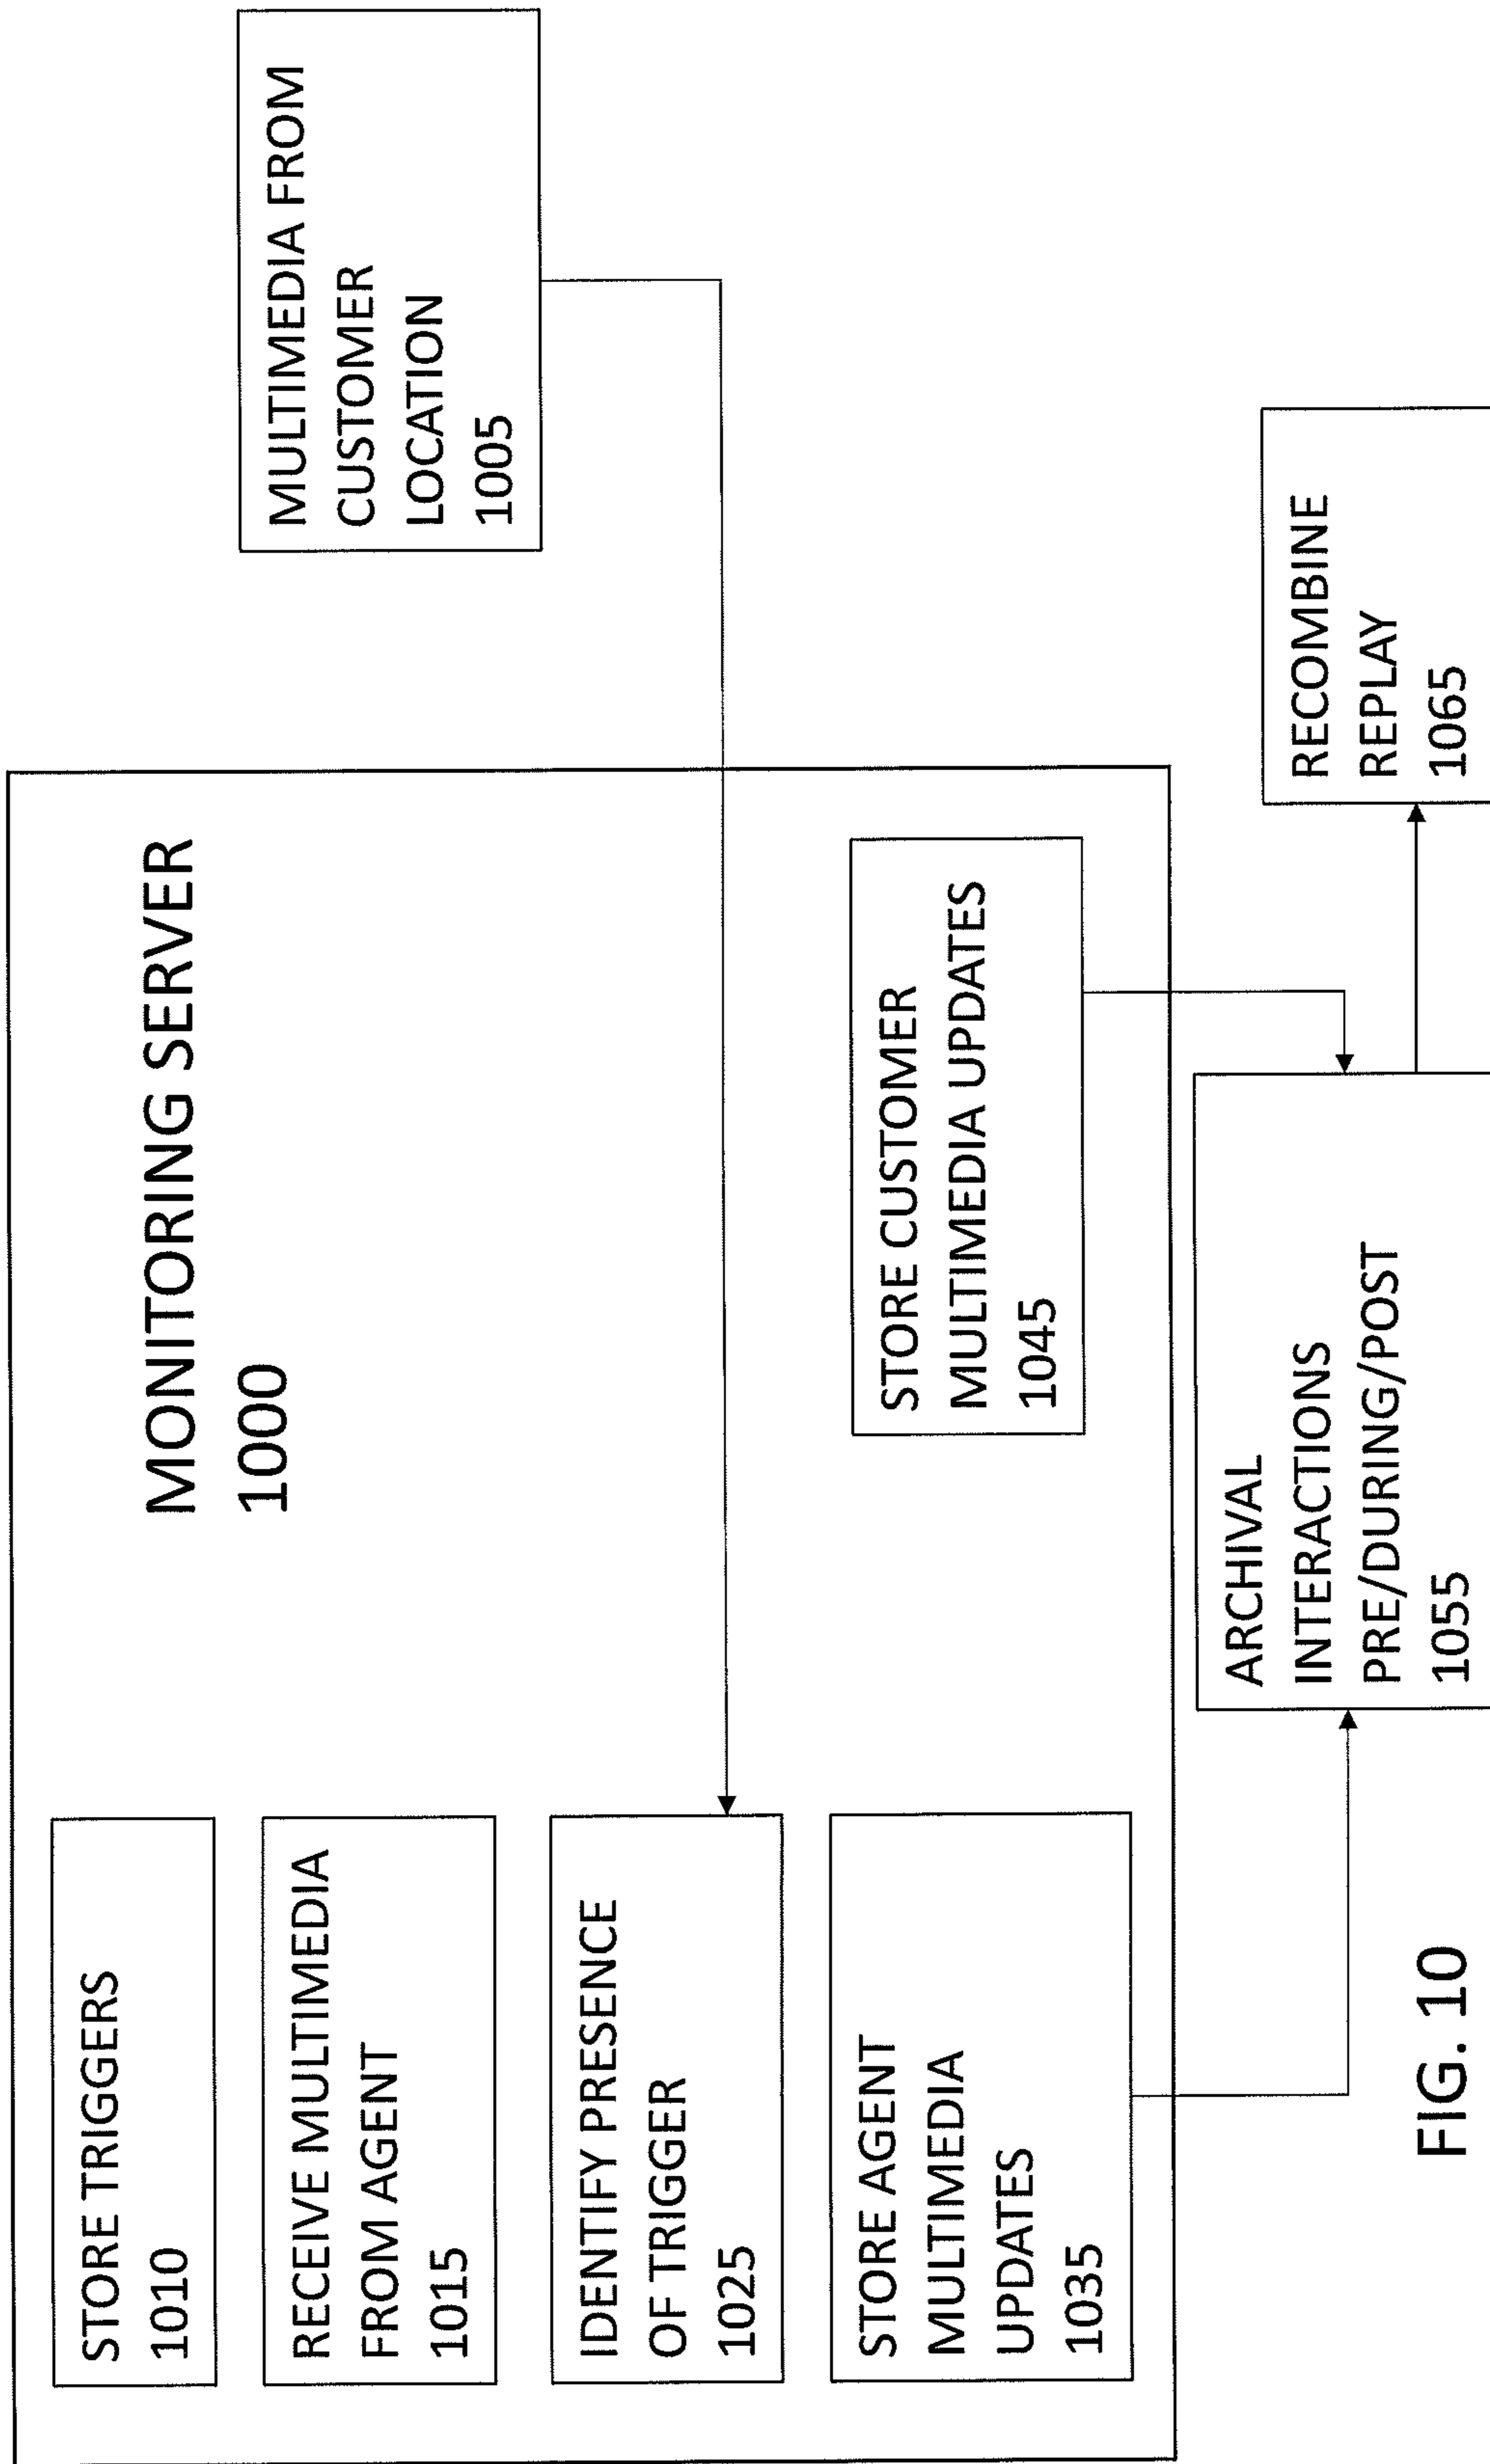 MONITORING SERVER
1000
STORE TRIGGERS
1010
RECEIVE MULTIMEDIA
FROM AGENT
1015
IDENTIFY PRESENCE
OF TRIGGER
1025
STORE AGENT
MULTIMEDIA
UPDATES
1035
MULTIMEDIA FROM
CUSTOMER
LOCATION
1005
STORE CUSTOMER
MULTIMEDIA UPDATES
1045
ARCHIVAL
INTERACTIONS
PRE/DURING/POST
1055
RECOMBINE
REPLAY
1065
FIG. 10